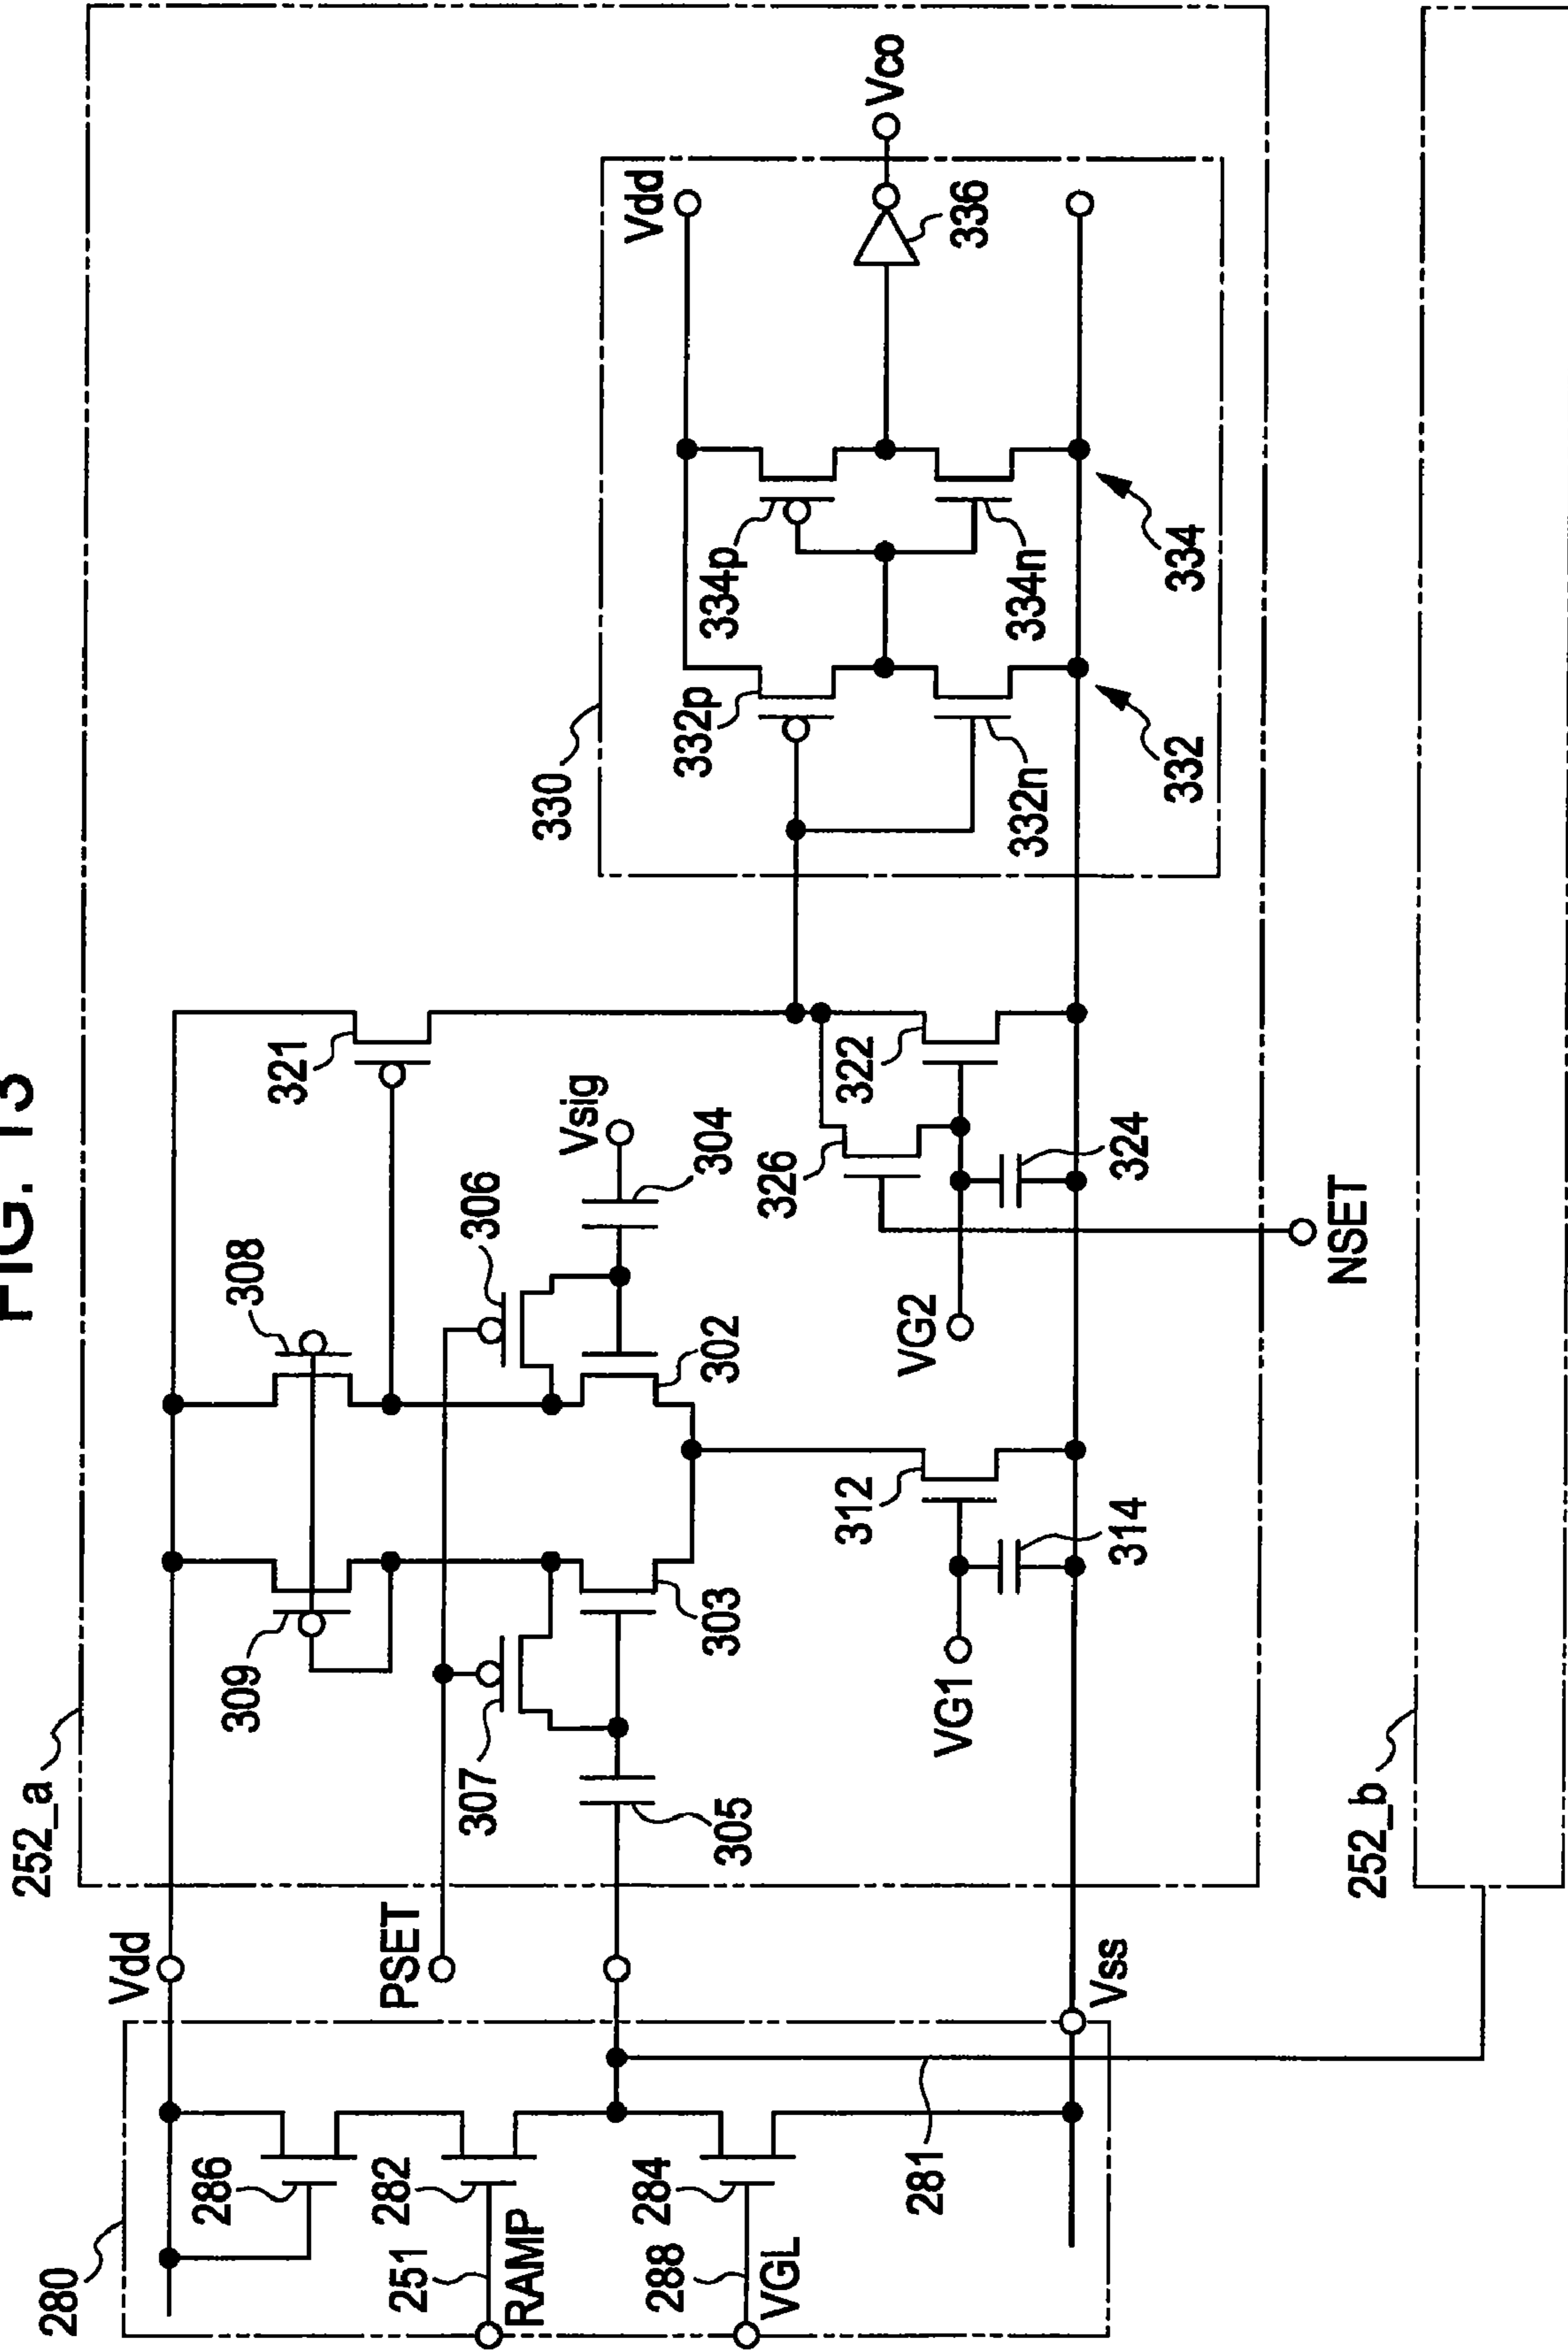 FIG. 13
252_a
280
Vdd
286
282
251
RAMP
288
VGL
284
281
PSET
Vss
309
308
307
306
305
303
302
304
Vsig
321
VG1
312
314
VG2
326
322
324
NSET
330
332p
332n
332
334p
334n
334
Vdd
336
Vco
252_b